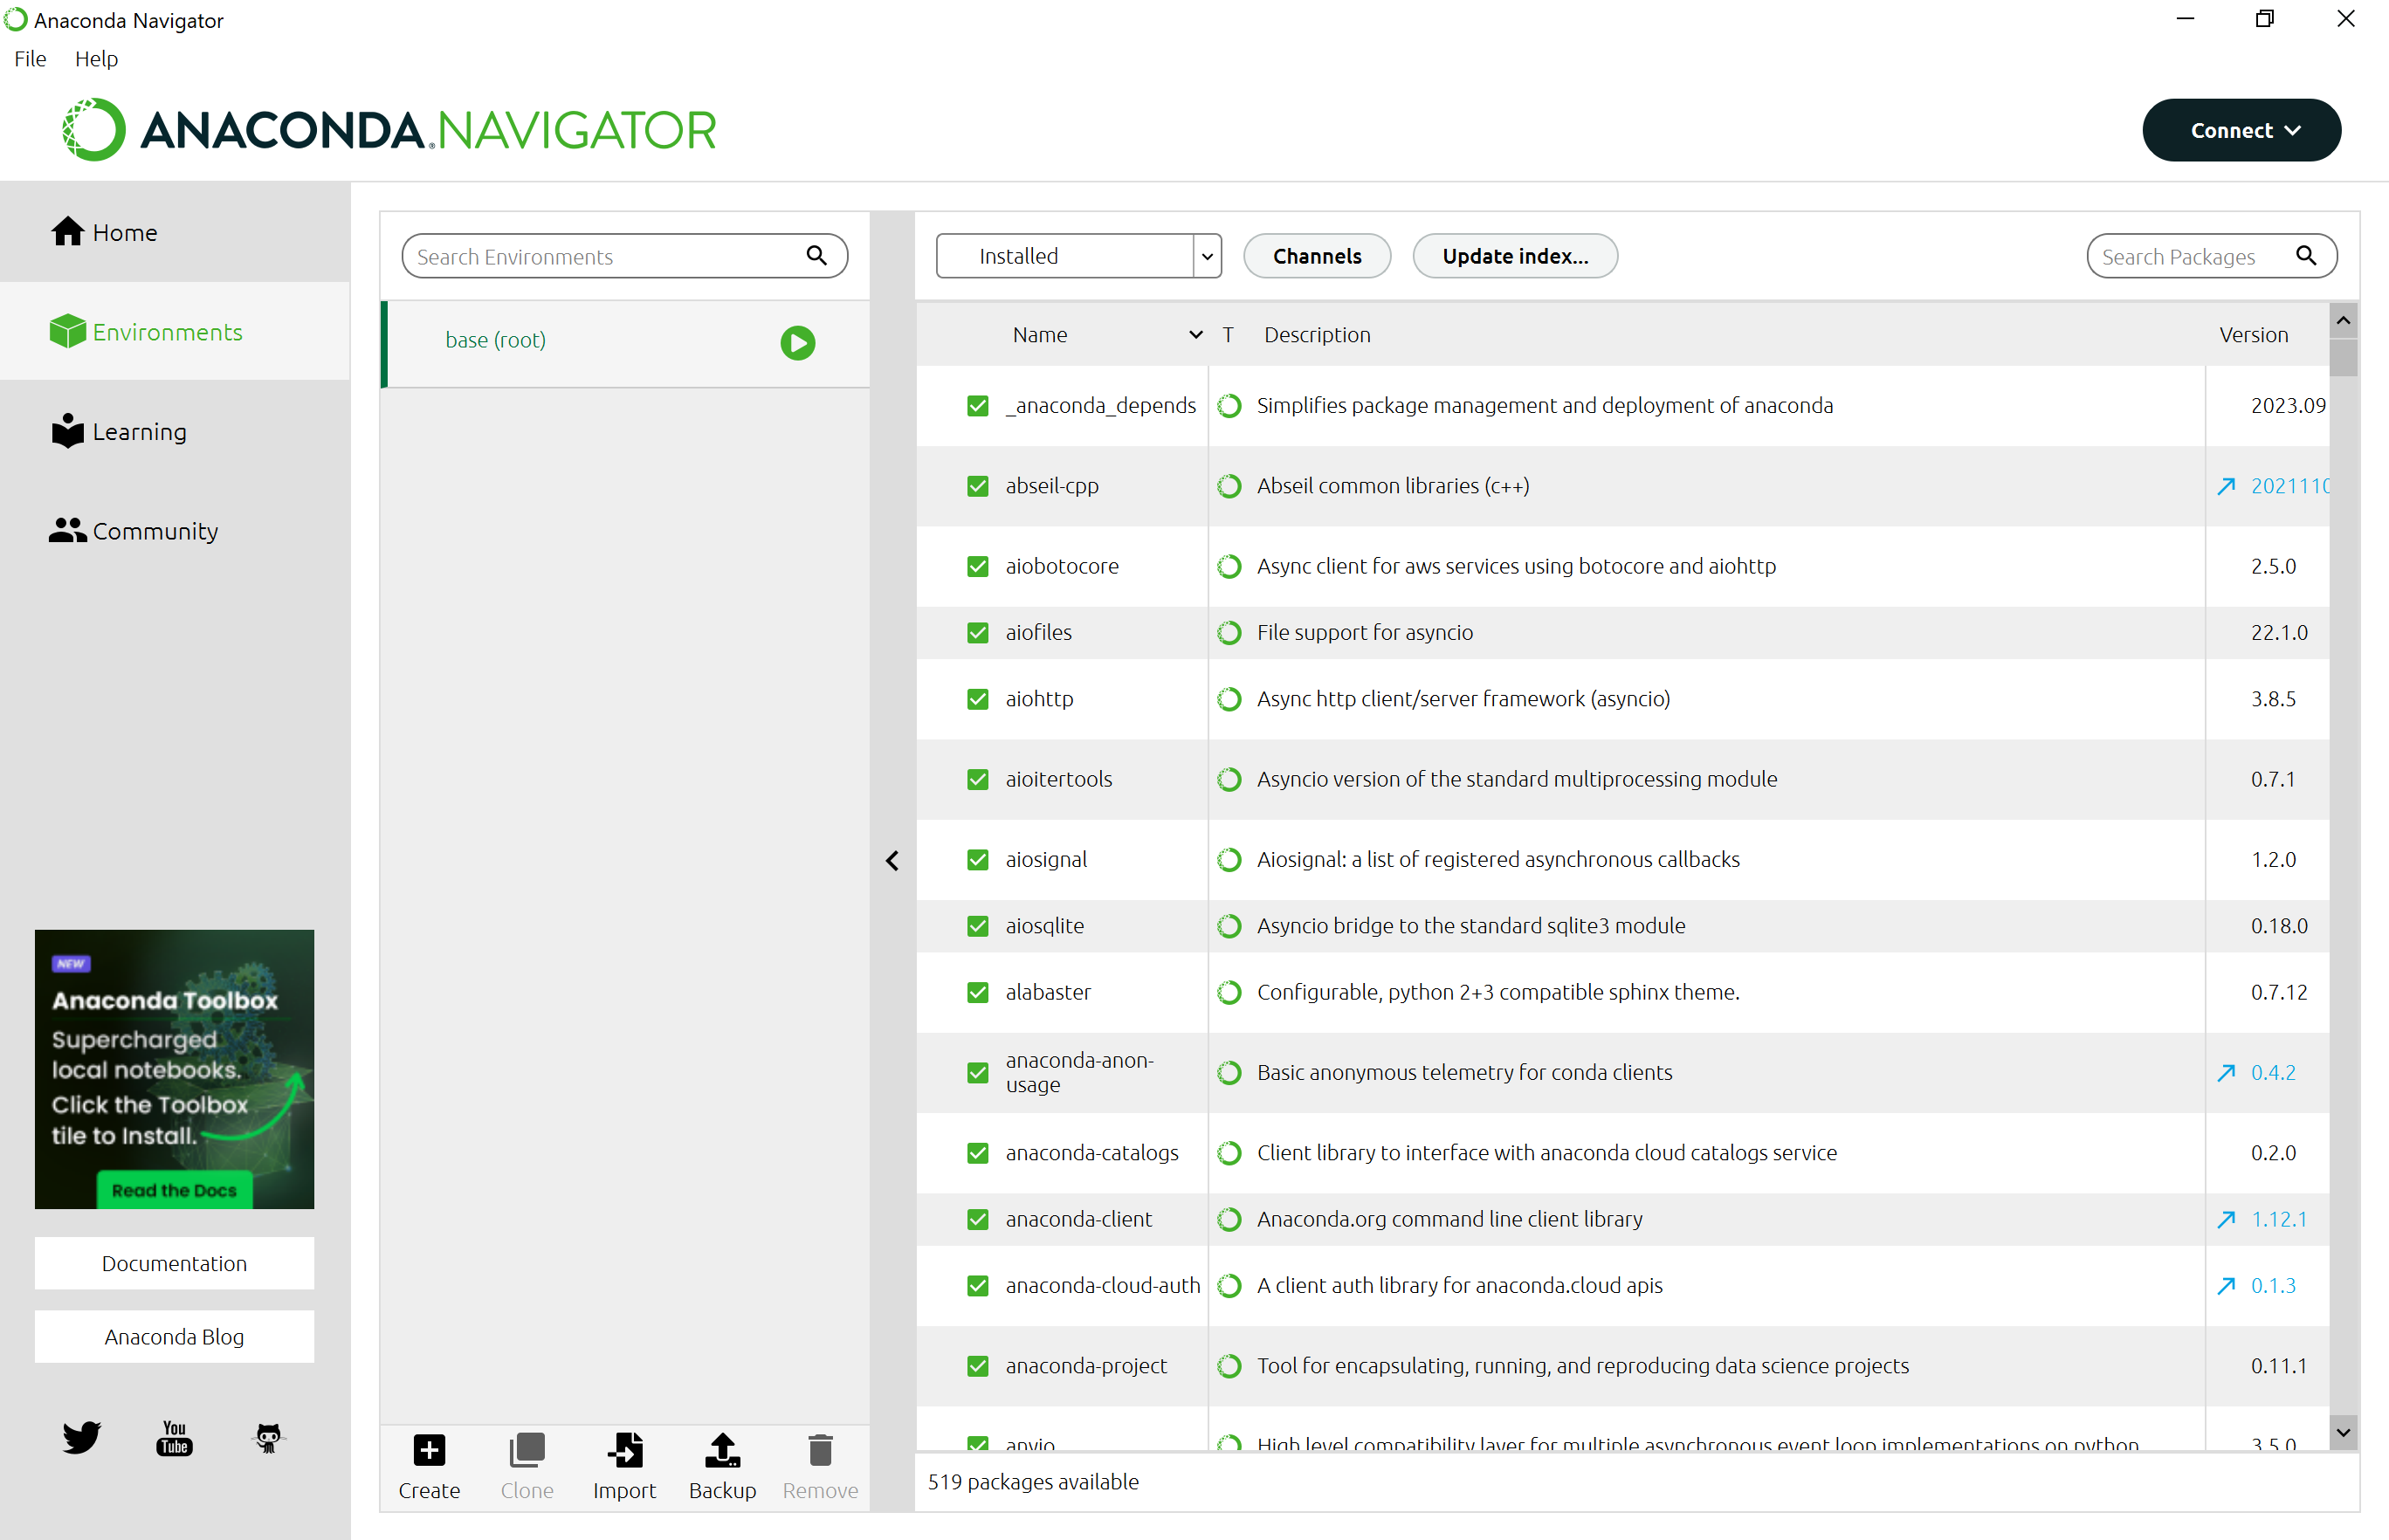 Anaconda Navigator
File Help
ANACONDA.NAVIGATOR
Connect
Home
Environments
Learning
Community
NEW
Anaconda Toolbox
Supercharged
local notebooks.
Click the Toolbox
tile to Install.
Read the Docs
Documentation
Anaconda Blog
You
Tube
Search Environments
base (root)
Create Clone Import Backup Remove
Installed Channels Update index... Search Packages
Name T Description Version
_anaconda_depends Simplifies package management and deployment of anaconda 2023.09
abseil-cpp Abseil common libraries (c++) 2021110
aiobotocore Async client for aws services using botocore and aiohttp 2.5.0
aiofiles File support for asyncio 22.1.0
aiohttp Async http client/server framework (asyncio) 3.8.5
aioitertools Asyncio version of the standard multiprocessing module 0.7.1
aiosignal Aiosignal: a list of registered asynchronous callbacks 1.2.0
aiosqlite Asyncio bridge to the standard sqlite3 module 0.18.0
alabaster Configurable, python 2+3 compatible sphinx theme. 0.7.12
anaconda-anon-
usage Basic anonymous telemetry for conda clients 0.4.2
anaconda-catalogs Client library to interface with anaconda cloud catalogs service 0.2.0
anaconda-client Anaconda.org command line client library 1.12.1
anaconda-cloud-auth A client auth library for anaconda.cloud apis 0.1.3
anaconda-project Tool for encapsulating, running, and reproducing data science projects 0.11.1
anyio High level compatibility layer for multiple asynchronous event loop implementations on python 3.5.0
519 packages available